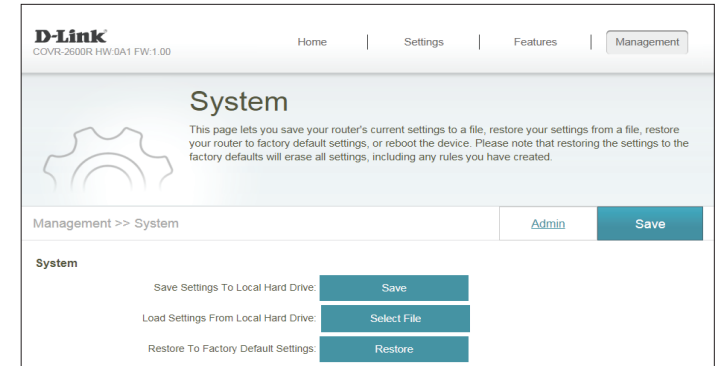 D-Link
COVR-2600R HW:0A1 FW:1.00
Home
Settings
Features
Management
System
This page lets you save your router's current settings to a file, restore your settings from a file, restore
your router to factory default settings, or reboot the device. Please note that restoring the settings to the
factory defaults will erase all settings, including any rules you have created.
Management >> System
Admin
Save
System
Save Settings To Local Hard Drive:
Save
Load Settings From Local Hard Drive:
Select File
Restore To Factory Default Settings:
Restore